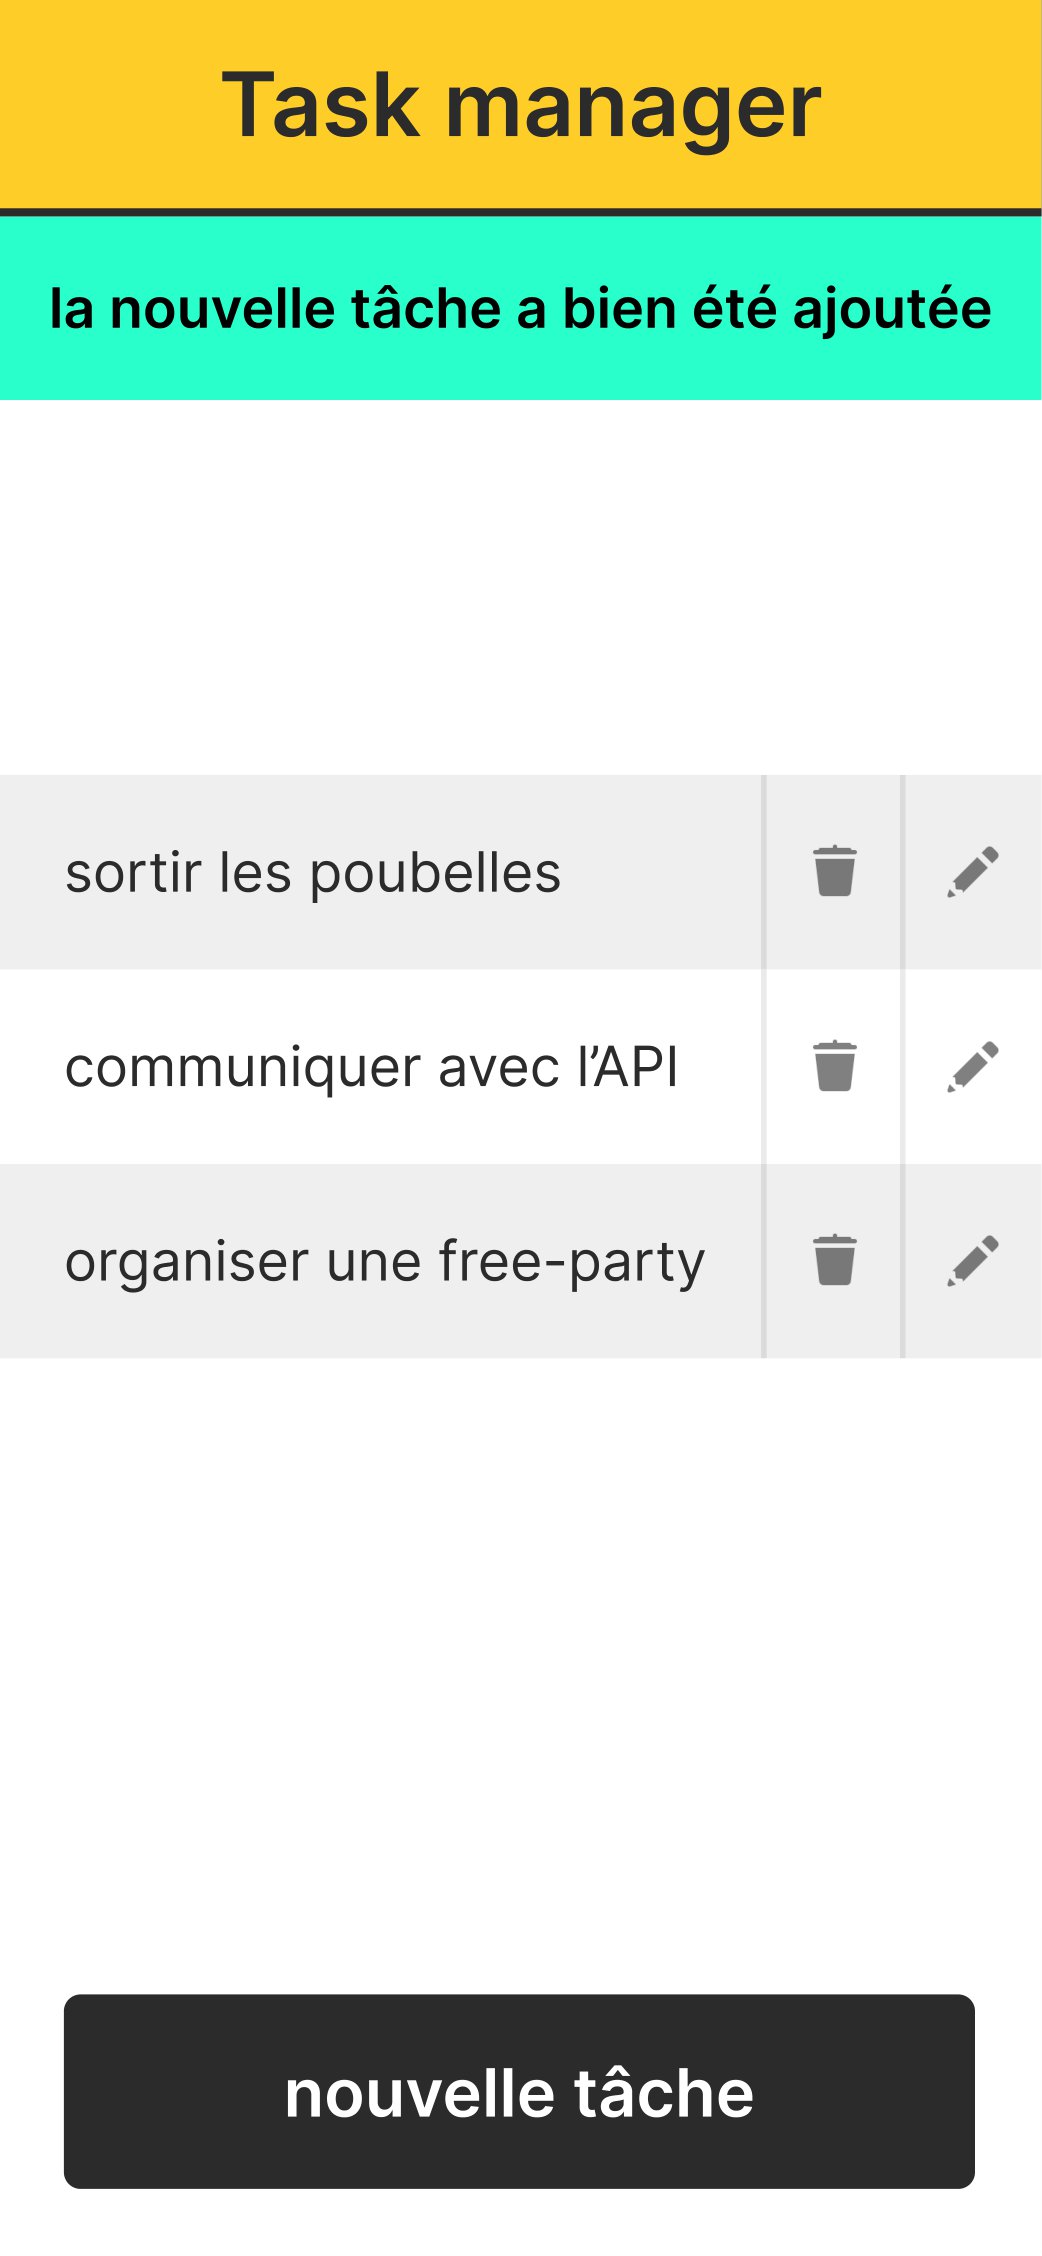 Task manager
la nouvelle tâche a bien été ajoutée
sortir les poubelles
communiquer avec l’API
organiser une free-party
nouvelle tâche